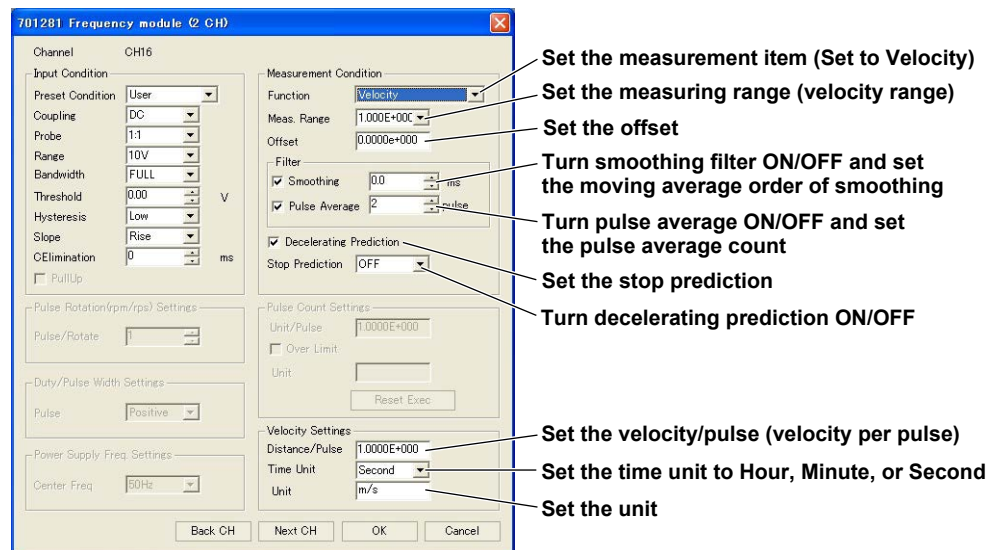 701281 Frequency module (2 CH)
Channel CH16
Input Condition
Preset Condition User
Coupling DC
Probe 1:1
Range 10V
Bandwidth FULL
Threshold 0.00 V
Hysteresis Low
Slope Rise
CElimination 0 ms
PullUp
Pulse Rotation(rpm/rps) Settings
Pulse/Rotate 1
Duty/Pulse Width Settings
Pulse Positive
Power Supply Freq. Settings
Center Freq 50Hz
Measurement Condition
Function Velocity
Meas. Range 1.000E+000
Offset 0.0000e+000
Filter
Smoothing 0.0 ms
Pulse Average 2 pulse
Decelerating Prediction
Stop Prediction OFF
Pulse Count Settings
Unit/Pulse 1.0000E+000
Over Limit
Unit
Reset Exec
Velocity Settings
Distance/Pulse 1.0000E+000
Time Unit Second
Unit m/s
Back CH Next CH OK Cancel
Set the measurement item (Set to Velocity)
Set the measuring range (velocity range)
Set the offset
Turn smoothing filter ON/OFF and set
the moving average order of smoothing
Turn pulse average ON/OFF and set
the pulse average count
Set the stop prediction
Turn decelerating prediction ON/OFF
Set the velocity/pulse (velocity per pulse)
Set the time unit to Hour, Minute, or Second
Set the unit